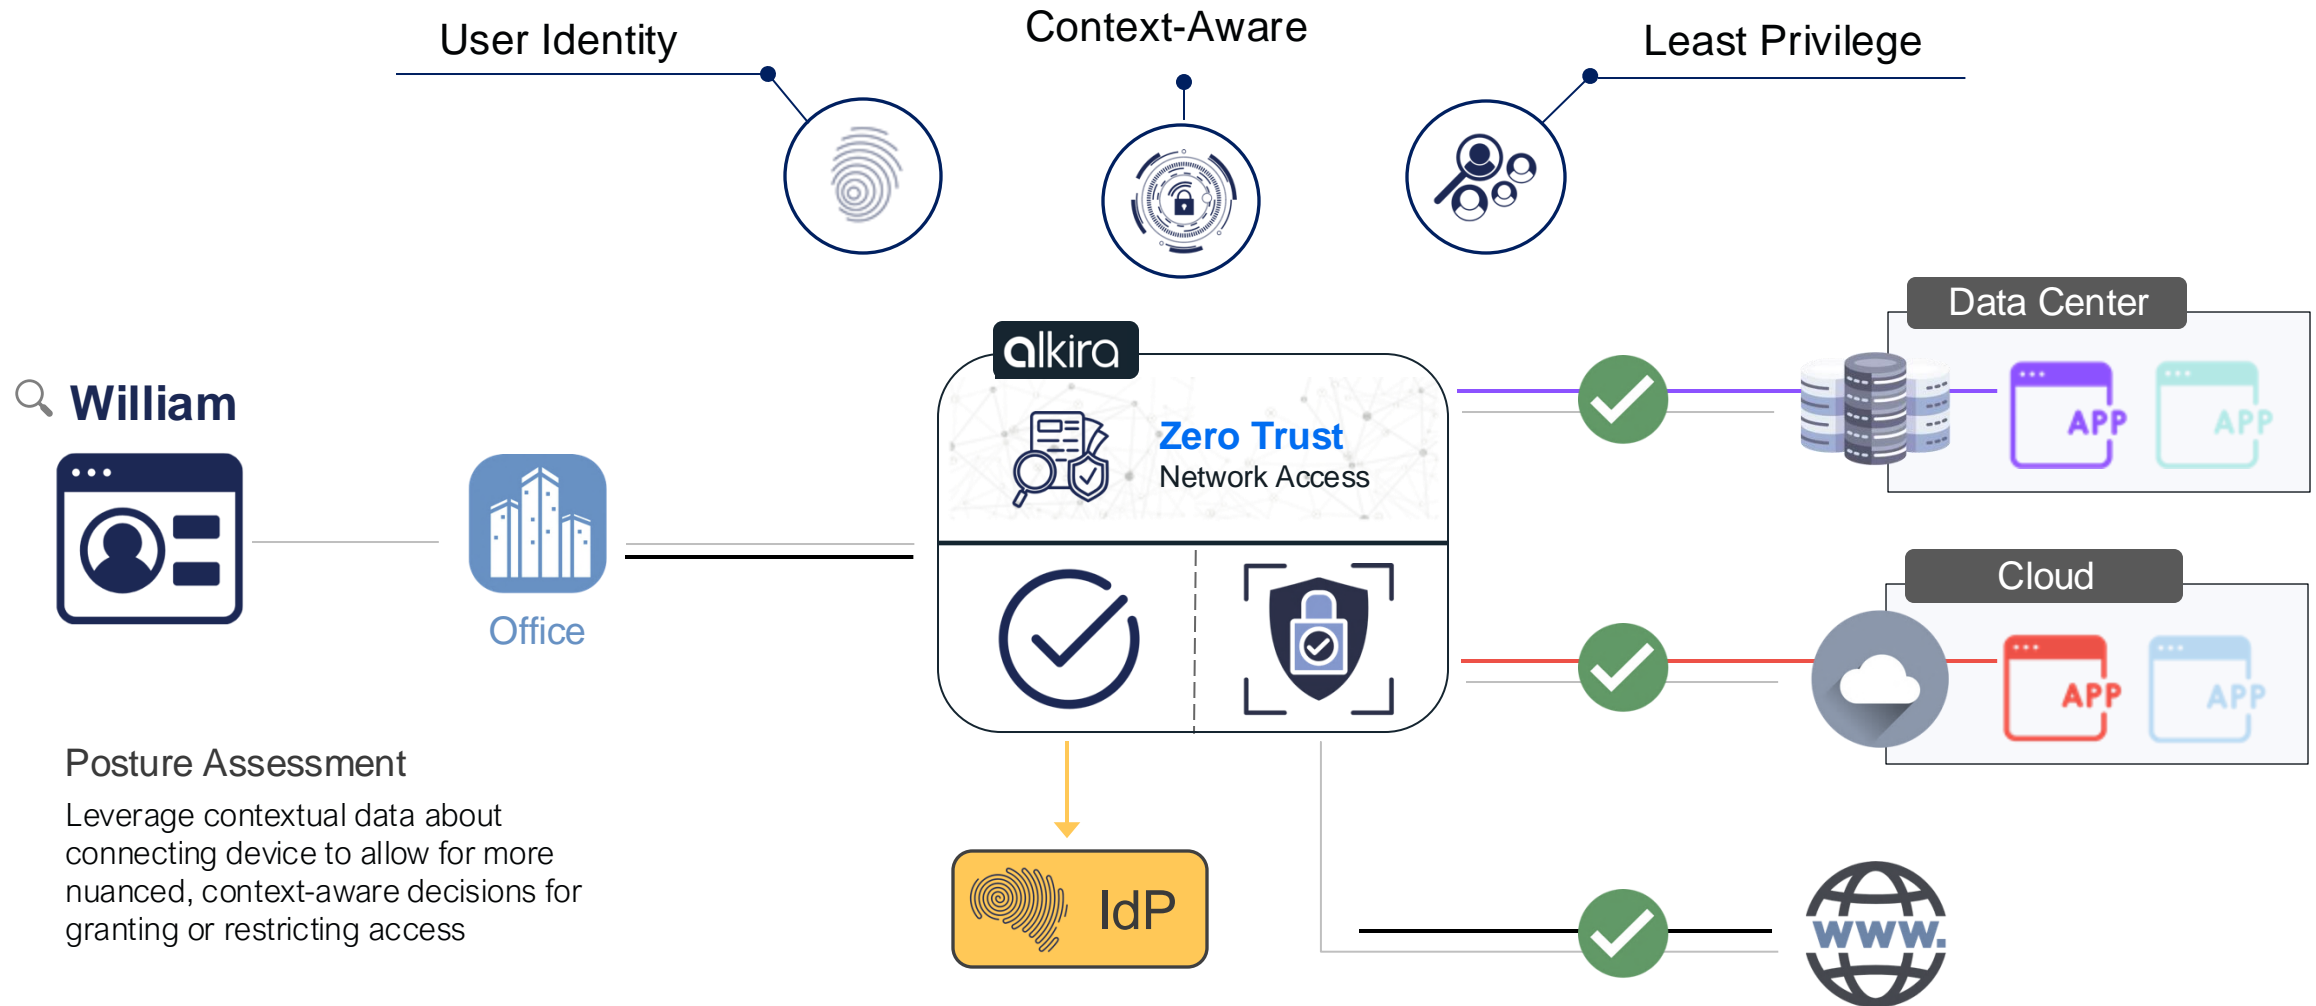 User Identity
Context-Aware
Least Privilege
Data Center
alkira
William
Zero Trust
Network Access
APP
APP
Cloud
Office
APP
APP
Posture Assessment
Leverage contextual data about
connecting device to allow for more
nuanced, context-aware decisions for
granting or restricting access
IdP
www.